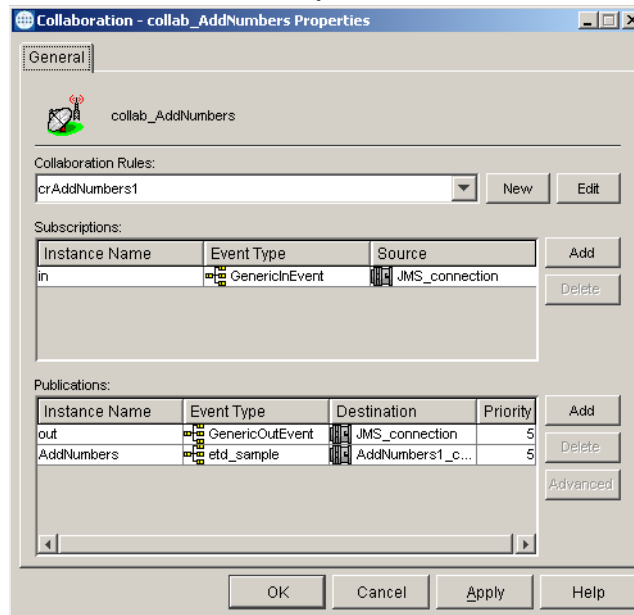 Collaboration - collab_AddNumbers Properties
General
collab_AddNumbers
Collaboration Rules:
crAddNumbers1 New Edit
Subscriptions:
Instance Name Event Type Source Add
in GenericInEvent JMS_connection
Delete
Publications:
Instance Name Event Type Destination Priority Add
out GenericOutEvent JMS_connection 5
AddNumbers etd_sample AddNumbers1_c... 5
Delete
Advanced
OK Cancel Apply Help